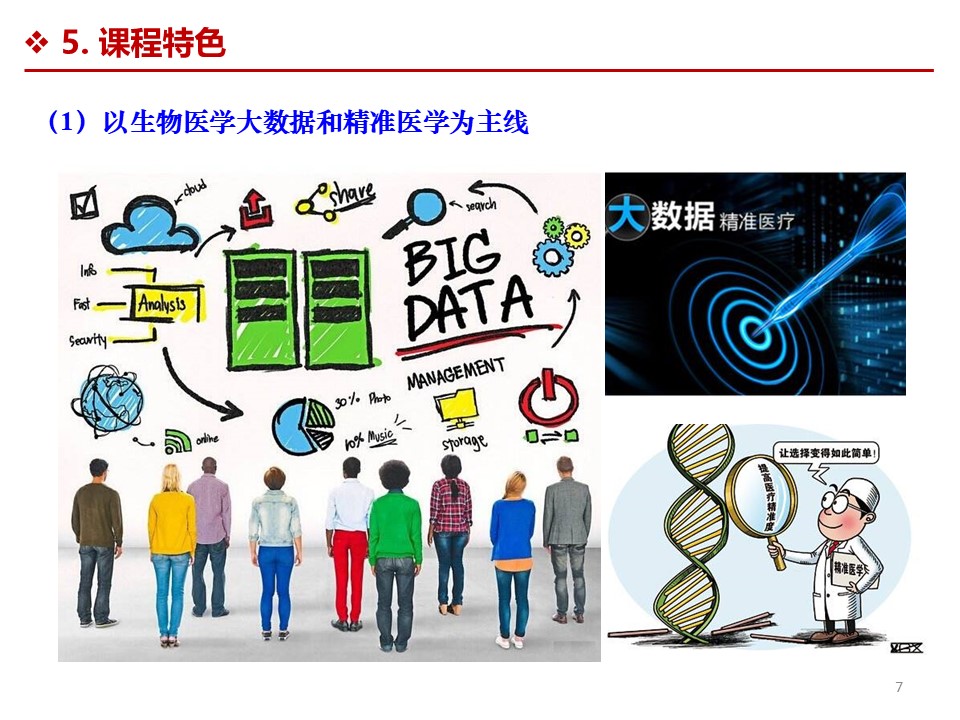 ❖ 5. 课程特色
（1）以生物医学大数据和精准医学为主线
cloud
share
search
BIG
DATA
Info
Fast
Analysis
Security
MANAGEMENT
30% Photo
10% Music
online
storage
大数据 精准医疗
让选择变得如此简单！
提高医疗精准度
精准医学
7